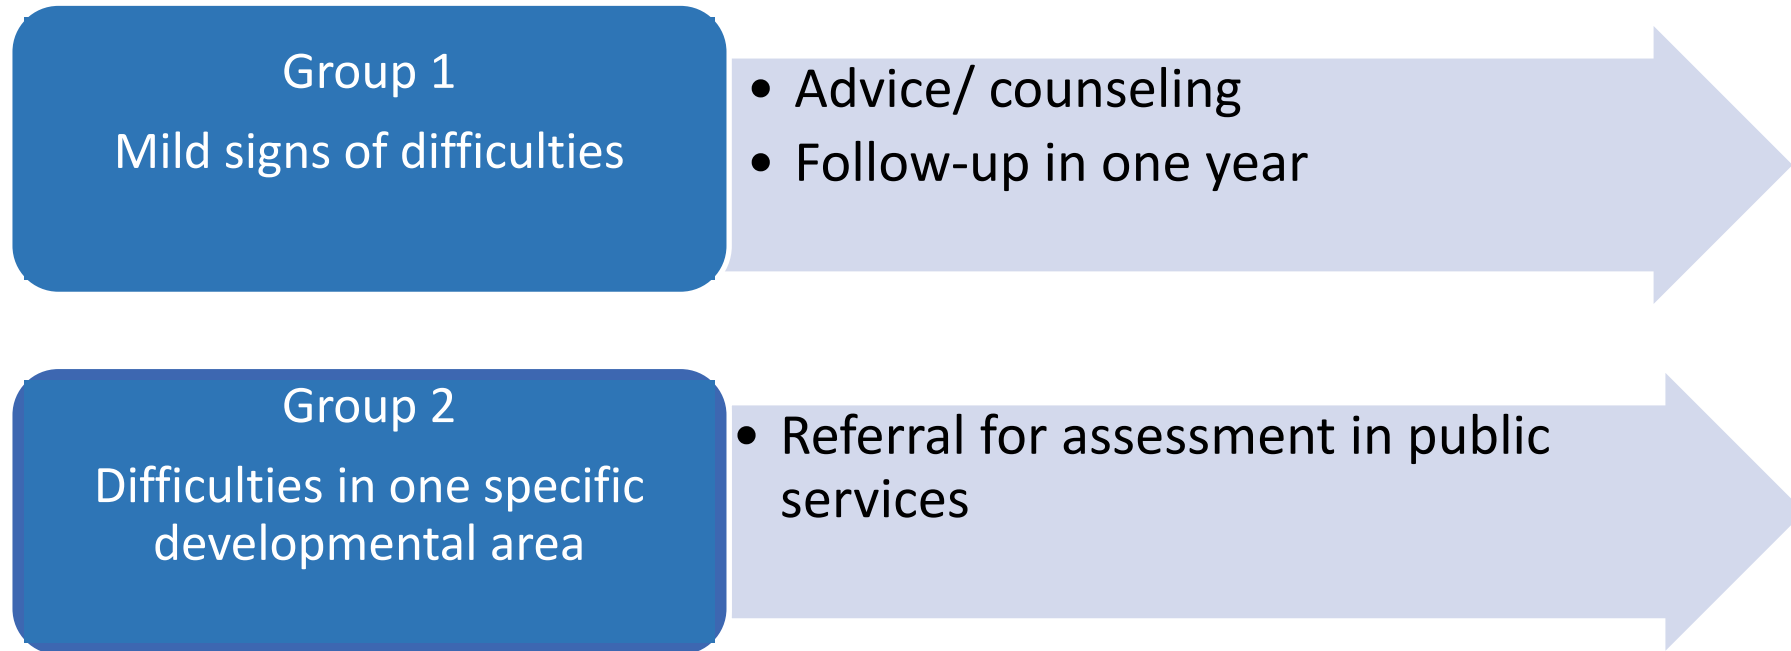 Group 1
Mild signs of difficulties
• Advice/ counseling
• Follow-up in one year
Group 2
Difficulties in one specific
developmental area
• Referral for assessment in public
services